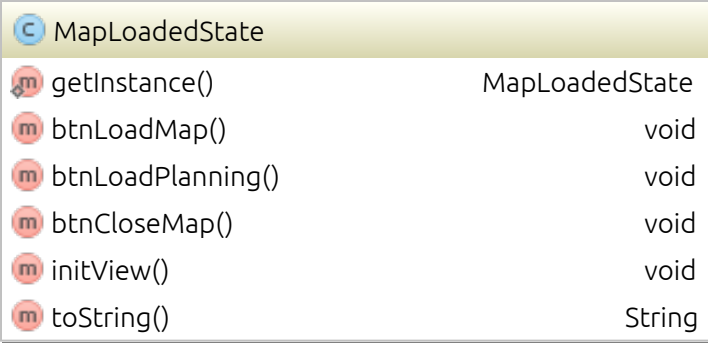 C MapLoadedState
m getInstance() MapLoadedState
m btnLoadMap() void
m btnLoadPlanning() void
m btnCloseMap() void
m initView() void
m toString() String